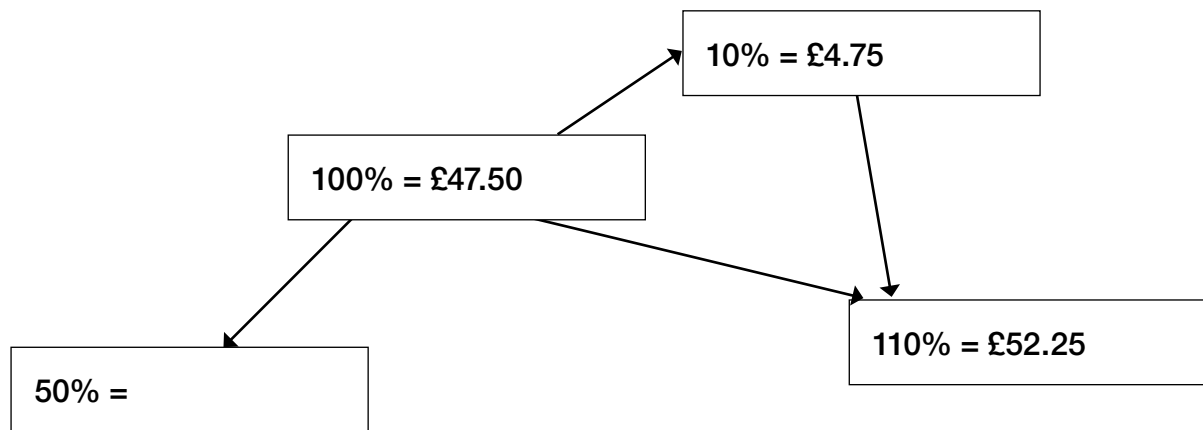 10% = £4.75
100% = £47.50
110% = £52.25
50% =